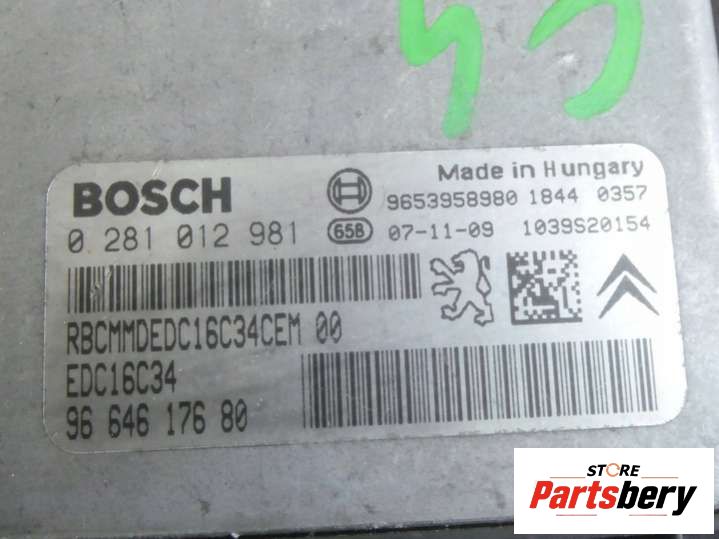 BOSCH
Made in Hungary
9653958980 1844 0357
0 281 012 981
658 07-11-09 1039S20154
RBCMMDEDC16C34CEM 00
EDC16C34
96 646 176 80
STORE
Partsbery